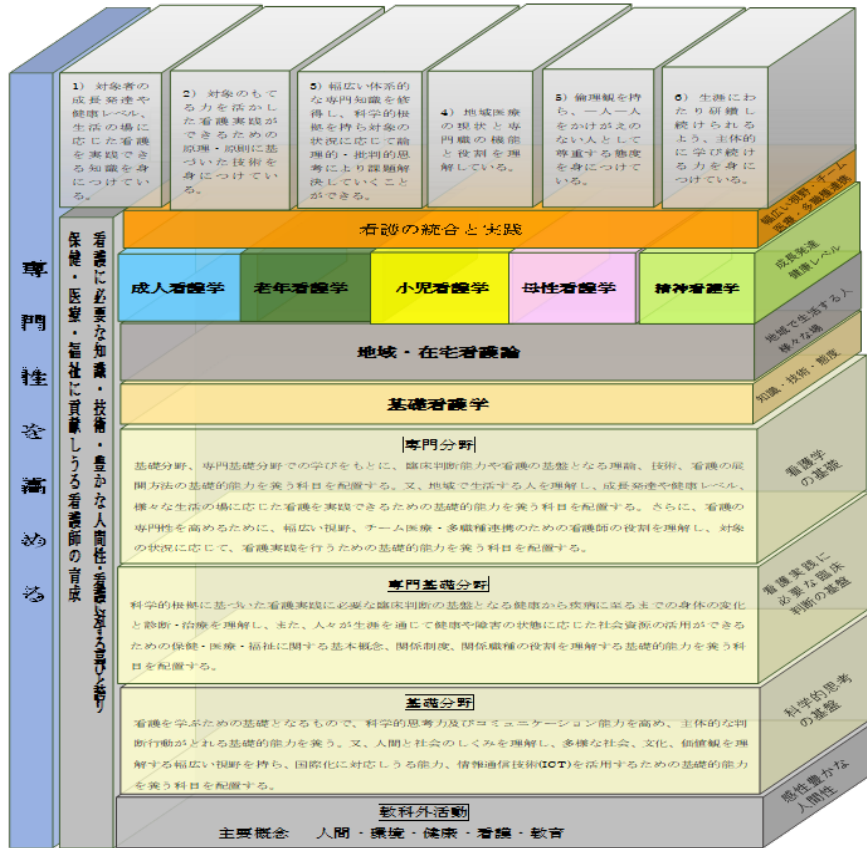 1) 対象者の
成長発達や
健康レベル、
生活の場に
応じた看護
を実践でき
る知識を身
につけてい
る。
2) 対象のもて
る力を活かし
た看護実践が
できるための
原理・原則に
基づいた技術
を身につけて
いる。
3) 幅広い体系的
な専門知識を修
得し、科学的根
拠を持ち対象の
状況に応じて論
理的・批判的思
考により課題解
決していくこと
ができる。
4) 地域医療
の現状と専
門職の機能
と役割を理
解している。
5) 倫理観を持
ち、一人一人
をかけがえの
ない人として
尊重する態度
を身につけて
いる。
6) 生涯にわ
たり研鑽し
続けられる
よう、主体的
に学び続け
る力を身に
つけている。
専門性を高める
看護に必要な知識・技術・豊かな人間性・看護に対する喜びと誇り
保健・医療・福祉に貢献しうる看護師の育成
看護の統合と実践
幅広い視野・チーム
医療・多職種連携
成人看護学
老年看護学
小児看護学
母性看護学
精神看護学
成長発達
健康レベル
地域・在宅看護論
地域で生活する人
様々な場
基礎看護学
知識・技術・態度
専門分野
基礎分野、専門基礎分野での学びをもとに、臨床判断能力や看護の基盤となる理論、技術、看護の展
開方法の基礎的能力を養う科目を配置する。又、地域で生活する人を理解し、成長発達や健康レベル、
様々な生活の場に応じた看護を実践できるための基礎的能力を養う科目を配置する。さらに、看護の
専門性を高めるために、幅広い視野、チーム医療・多職種連携のための看護師の役割を理解し、対象
の状況に応じて、看護実践を行うための基礎的能力を養う科目を配置する。
看護学
の基礎
専門基礎分野
科学的根拠に基づいた看護実践に必要な臨床判断の基盤となる健康から疾病に至るまでの身体の変化
と診断・治療を理解し、また、人々が生涯を通じて健康や障害の状態に応じた社会資源の活用ができる
ための保健・医療・福祉に関する基本概念、関係制度、関係職種の役割を理解する基礎的能力を養う科
目を配置する。
看護実践に
必要な臨床
判断の基盤
基礎分野
看護を学ぶための基礎となるもので、科学的思考力及びコミュニケーション能力を高め、主体的な判
断行動がとれる基礎的能力を養う。又、人間と社会のしくみを理解し、多様な社会、文化、価値観を理
解する幅広い視野を持ち、国際化に対応しうる能力、情報通信技術(ICT)を活用するための基礎的能力
を養う科目を配置する。
科学的思考
の基盤
教科外活動
主要概念 人間・環境・健康・看護・教育
感性豊かな
人間性